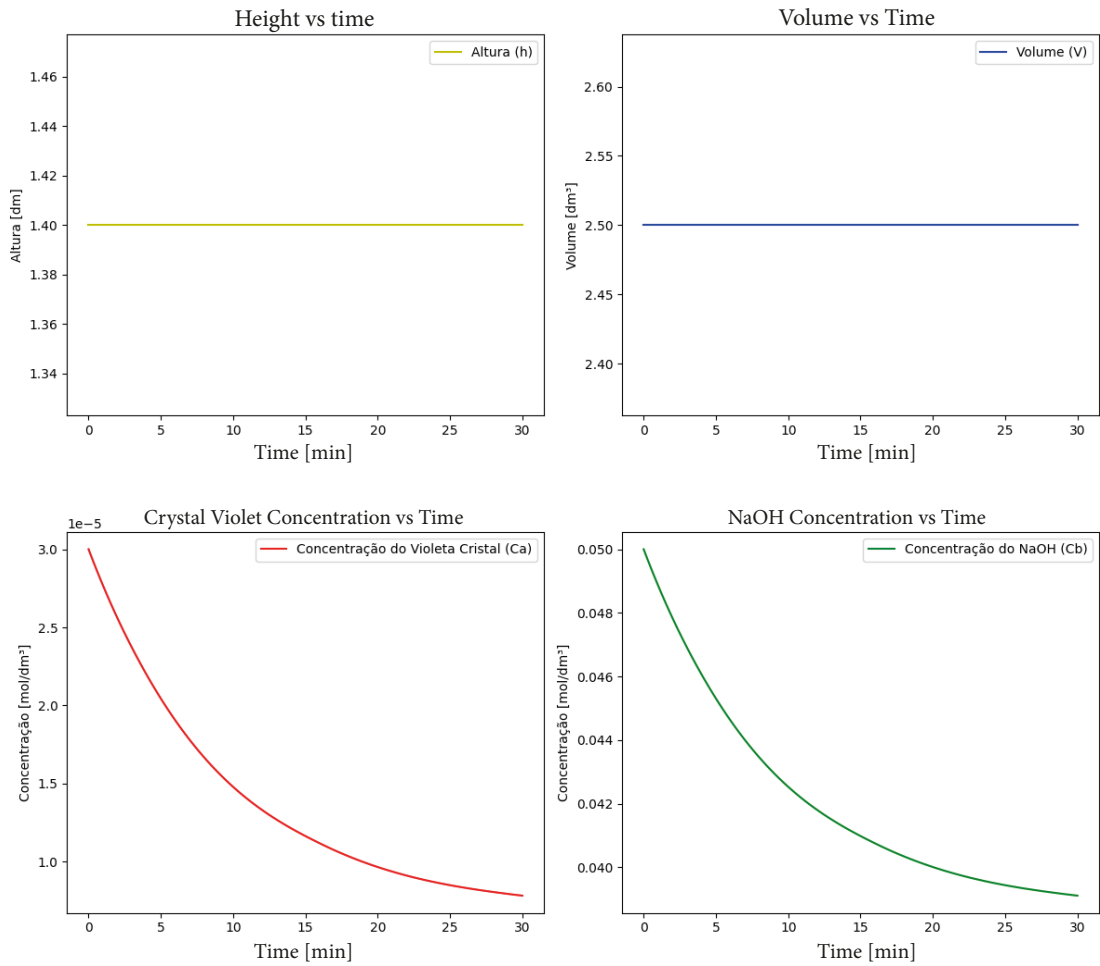 Height vs time
Altura (h)
1.46
1.44
1.42
1.40
1.38
1.36
1.34
Altura [dm]
0 5 10 15 20 25 30
Time [min]
Volume vs Time
Volume (V)
2.60
2.55
2.50
2.45
2.40
Volume [dm³]
0 5 10 15 20 25 30
Time [min]
Crystal Violet Concentration vs Time
1e−5
Concentração do Violeta Cristal (Ca)
3.0
2.5
2.0
1.5
1.0
Concentração [mol/dm³]
0 5 10 15 20 25 30
Time [min]
NaOH Concentration vs Time
Concentração do NaOH (Cb)
0.050
0.048
0.046
0.044
0.042
0.040
Concentração [mol/dm³]
0 5 10 15 20 25 30
Time [min]